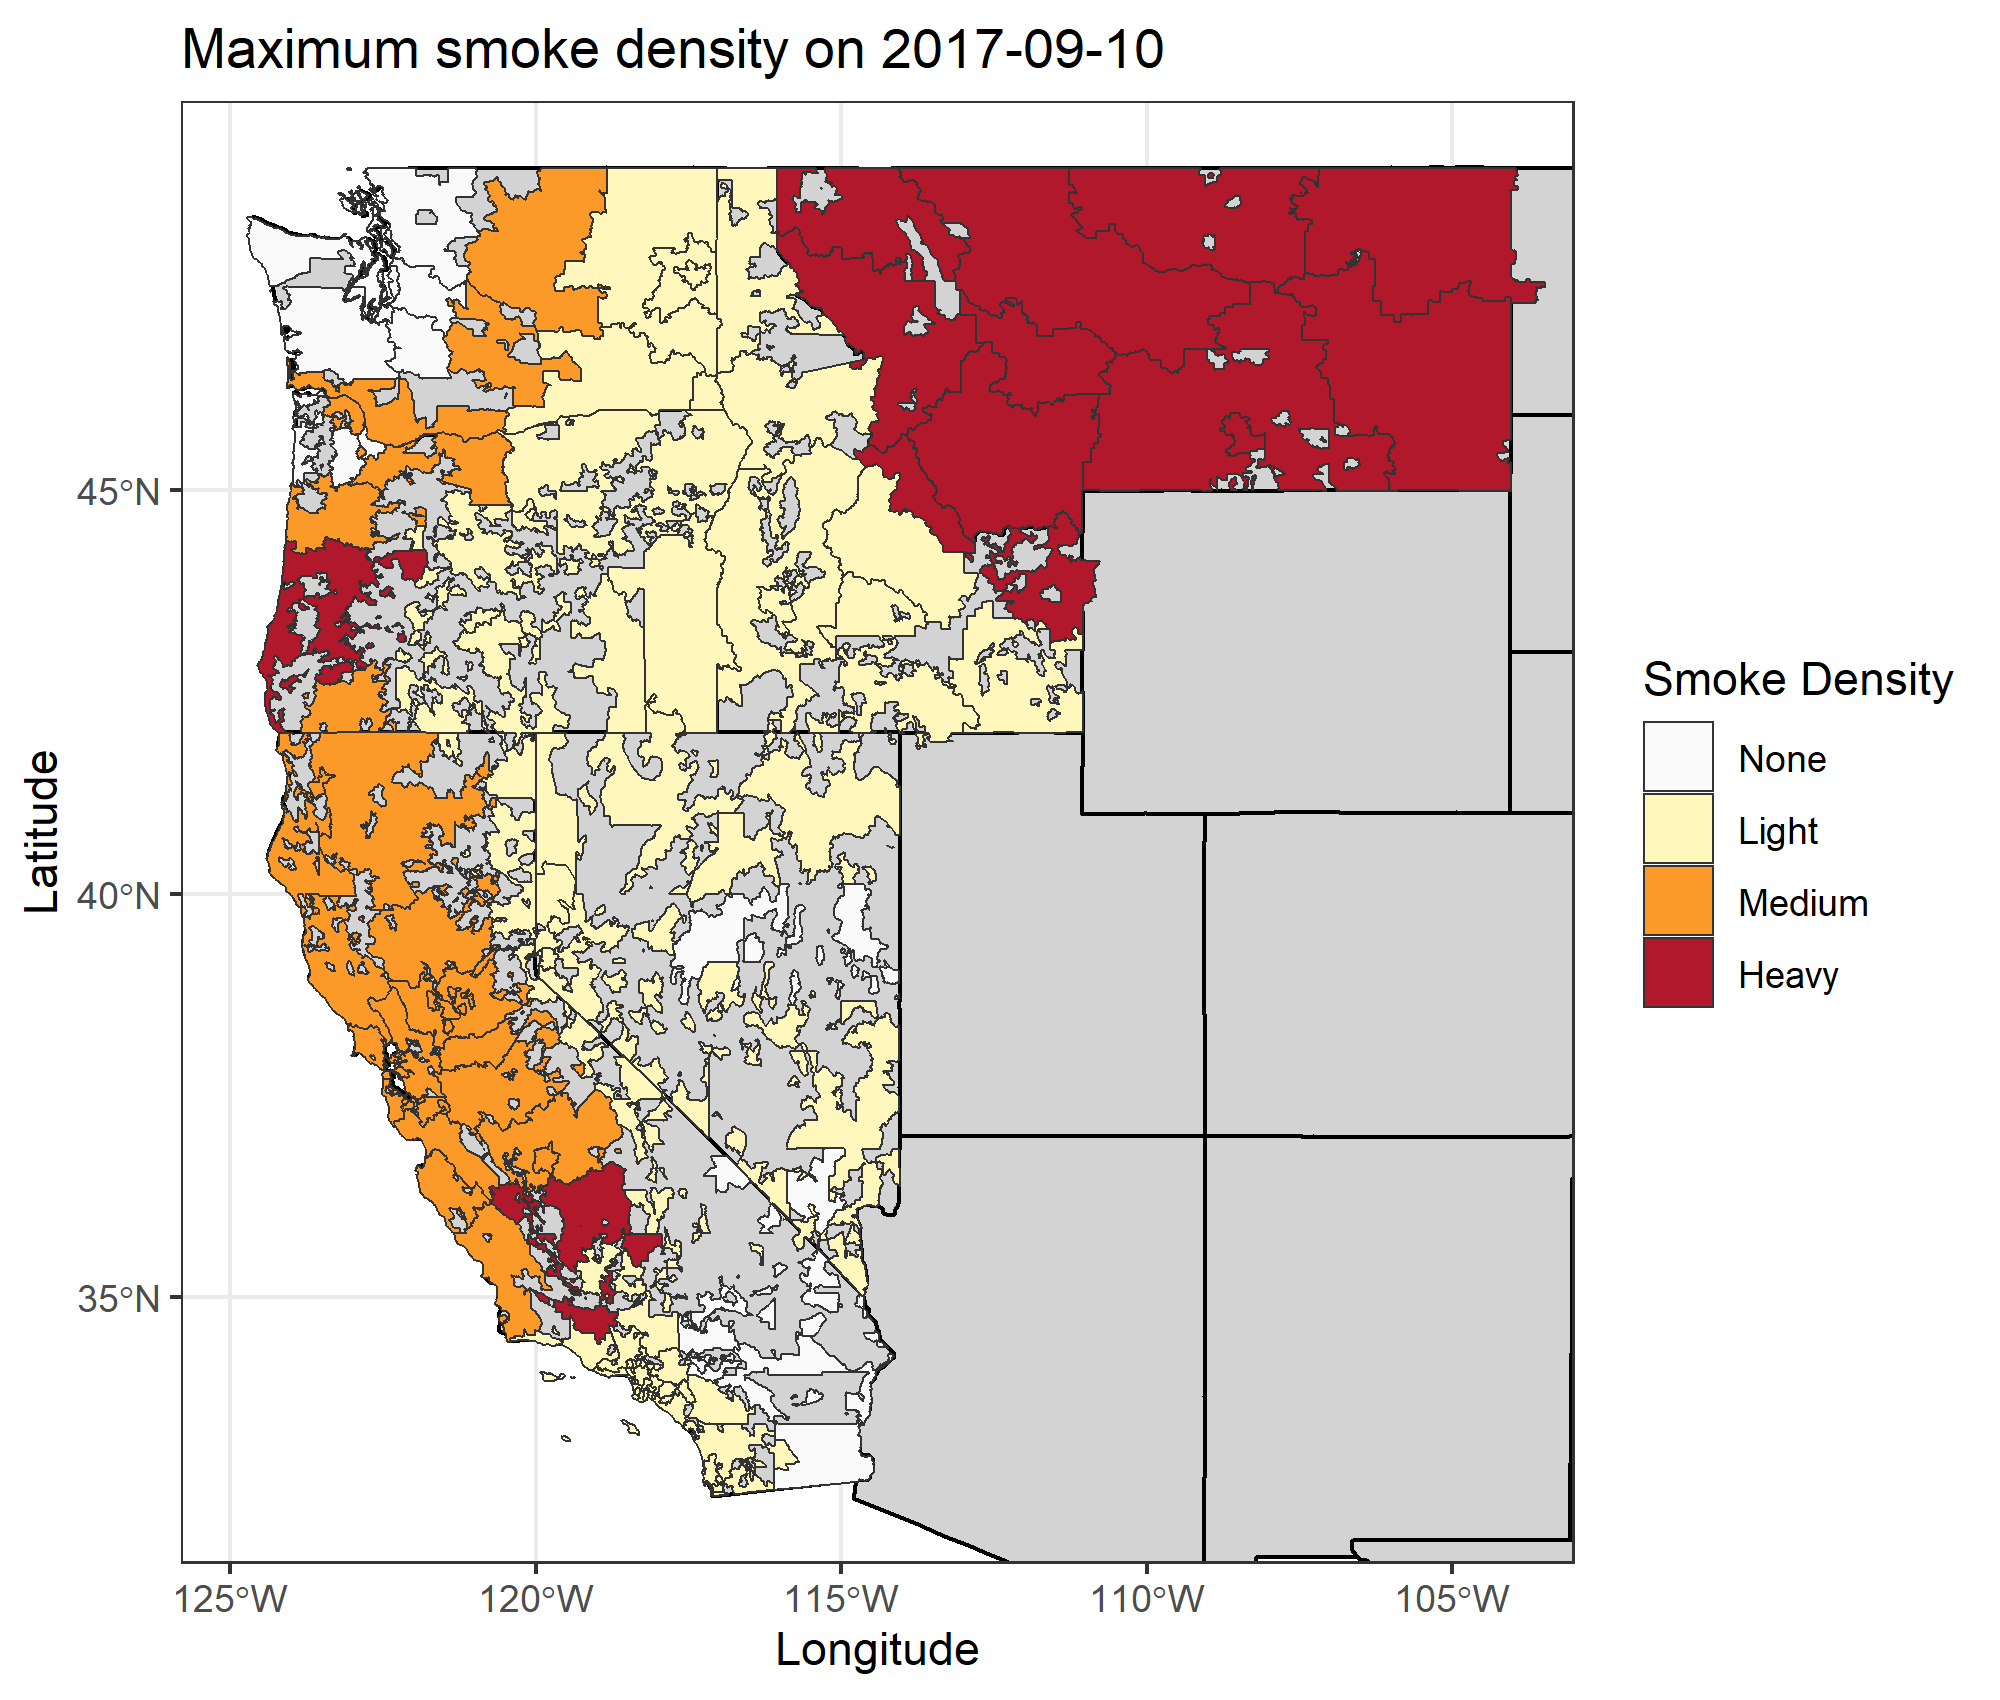 Maximum smoke density on 2017-09-10
Latitude
45°N
40°N
35°N
125°W
120°W
115°W
110°W
105°W
Longitude
Smoke Density
None
Light
Medium
Heavy